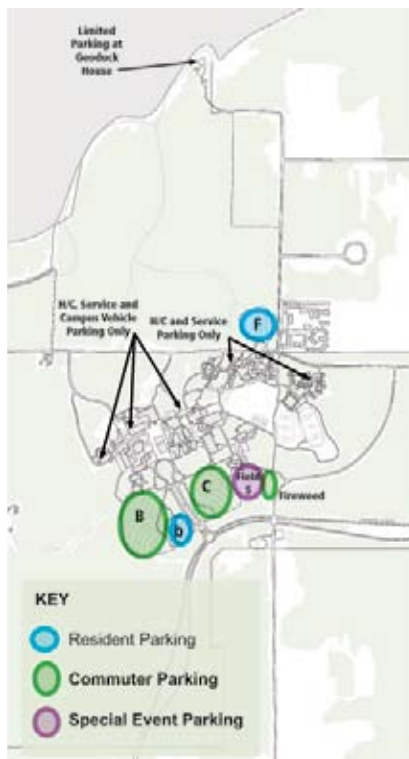 Limited
Parking at
Geoduck
House
H/C, Service and
Campus Vehicle
Parking Only
H/C and Service
Parking Only
F
Field
5
C
Fireweed
B
b
KEY
Resident Parking
Commuter Parking
Special Event Parking